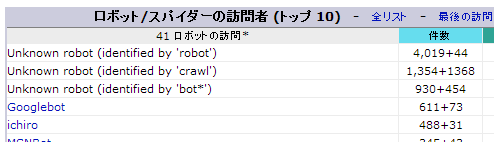 ロボット/スパイダーの訪問者 (トップ 10) - 全リスト - 最後の訪問
41 ロボットの訪問* 件数
Unknown robot (identified by 'robot') 4,019+44
Unknown robot (identified by 'crawl') 1,354+1368
Unknown robot (identified by 'bot*') 930+454
Googlebot 611+73
ichiro 488+31
MSNBot 345+43